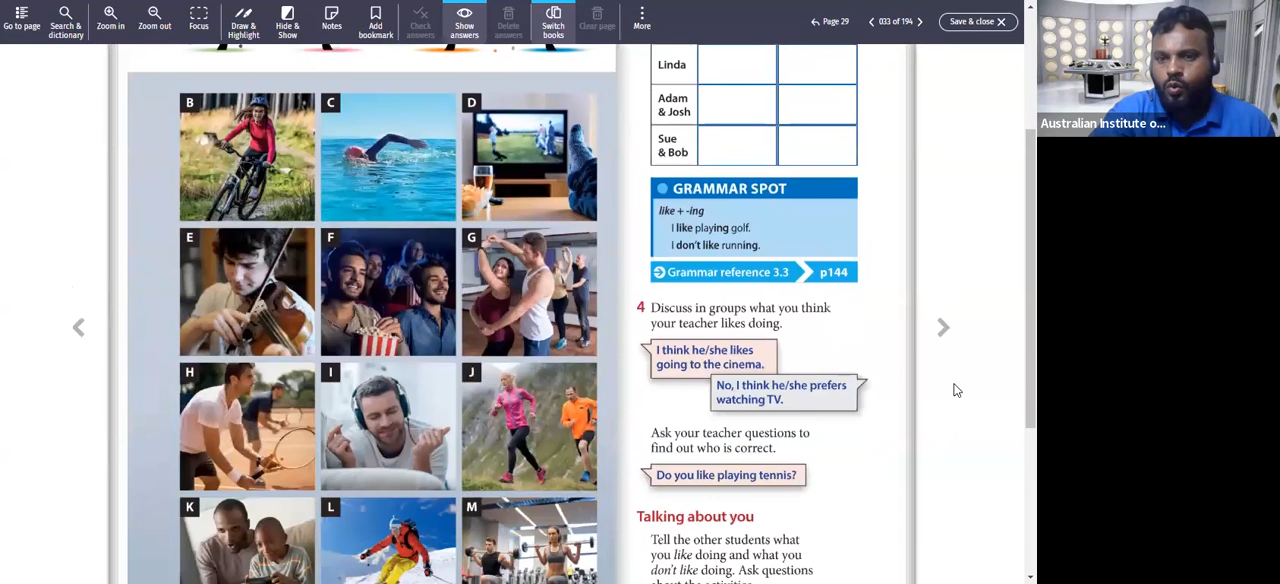 Go to page
Search &
dictionary
Zoom in
Zoom out
Focus
Draw &
Highlight
Hide &
Show
Notes
Add
bookmark
Check
answers
Show
answers
Delete
answers
Switch
books
Clear page
More
Page 29
033 of 194
Save & close
Australian Institute o...
B
C
D
E
F
G
H
I
J
K
L
M
Linda
Adam
& Josh
Sue
& Bob
GRAMMAR SPOT
like + -ing
I like playing golf.
I don't like running.
Grammar reference 3.3
p144
4 Discuss in groups what you think
your teacher likes doing.
I think he/she likes
going to the cinema.
No, I think he/she prefers
watching TV.
Ask your teacher questions to
find out who is correct.
Do you like playing tennis?
Talking about you
Tell the other students what
you like doing and what you
don't like doing. Ask questions
about the activities.